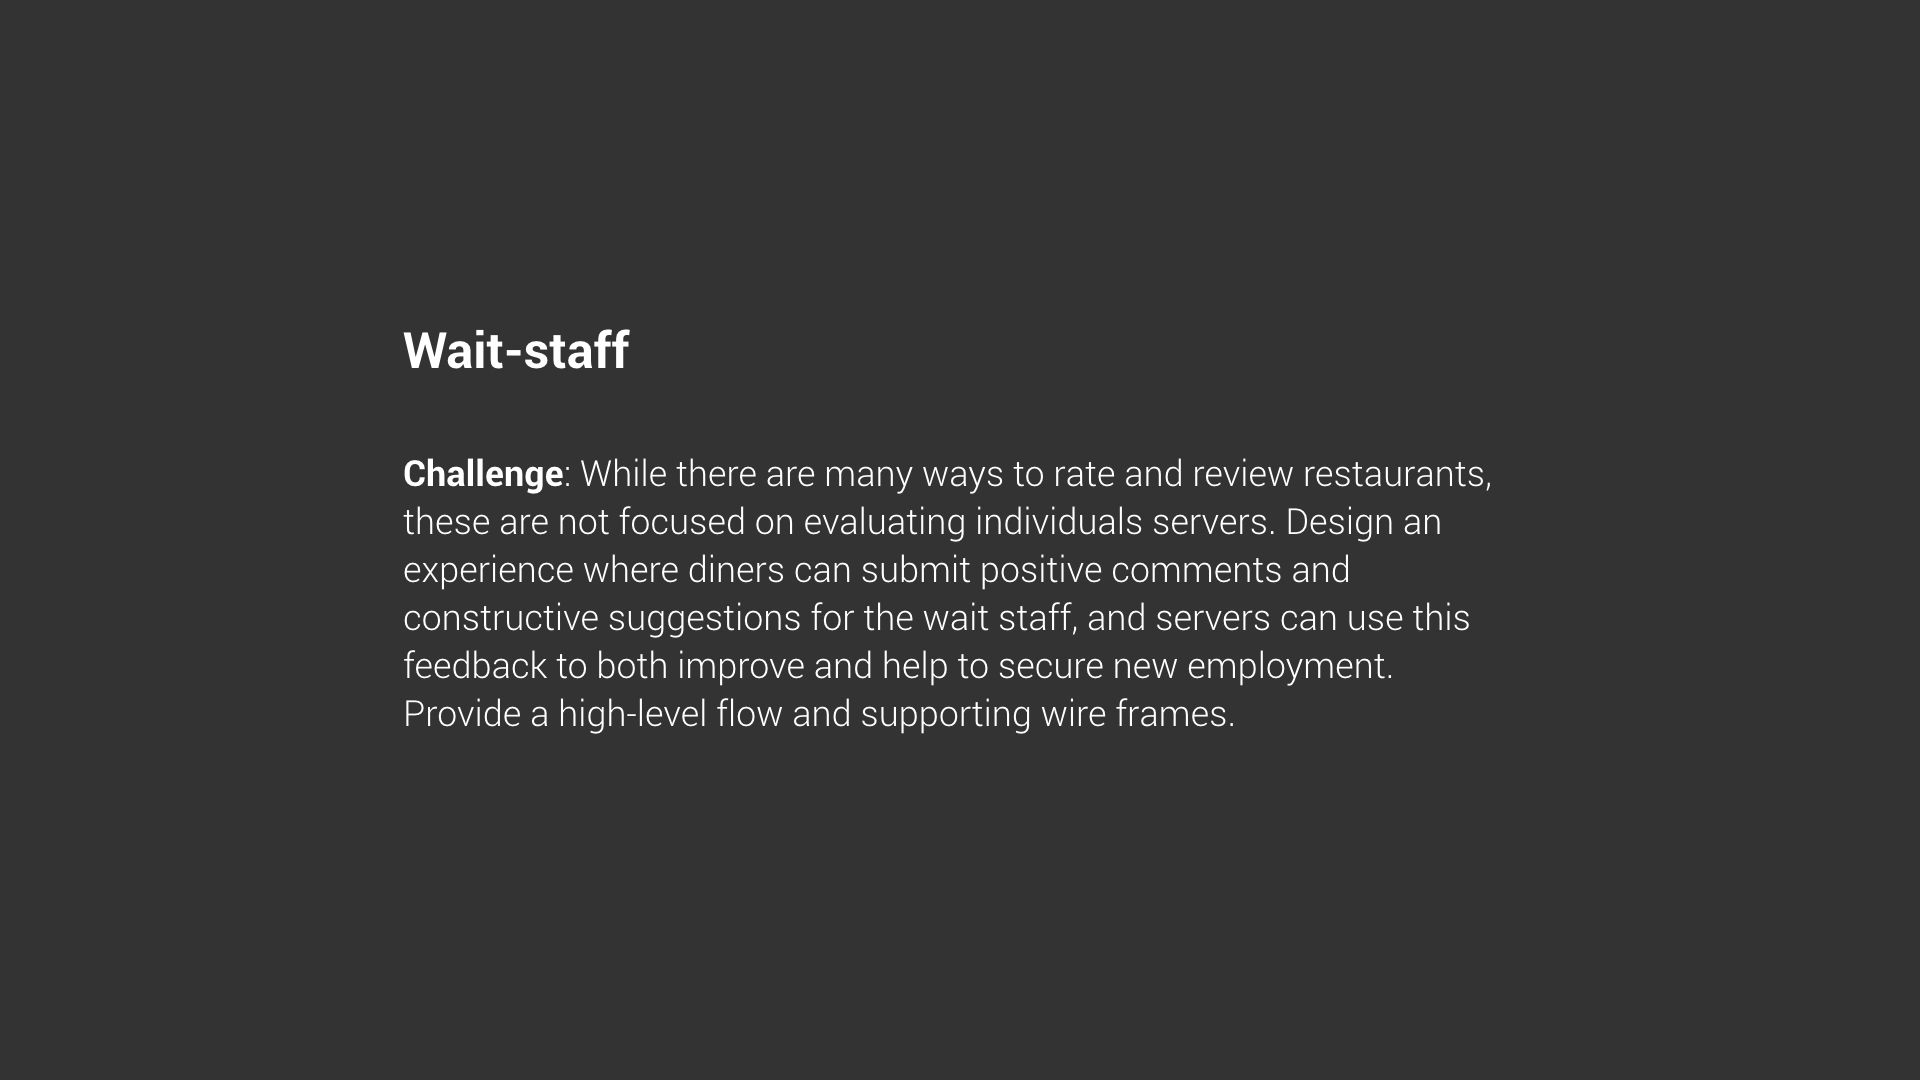 Wait-staff
Challenge: While there are many ways to rate and review restaurants,
these are not focused on evaluating individuals servers. Design an
experience where diners can submit positive comments and
constructive suggestions for the wait staff, and servers can use this
feedback to both improve and help to secure new employment.
Provide a high-level flow and supporting wire frames.